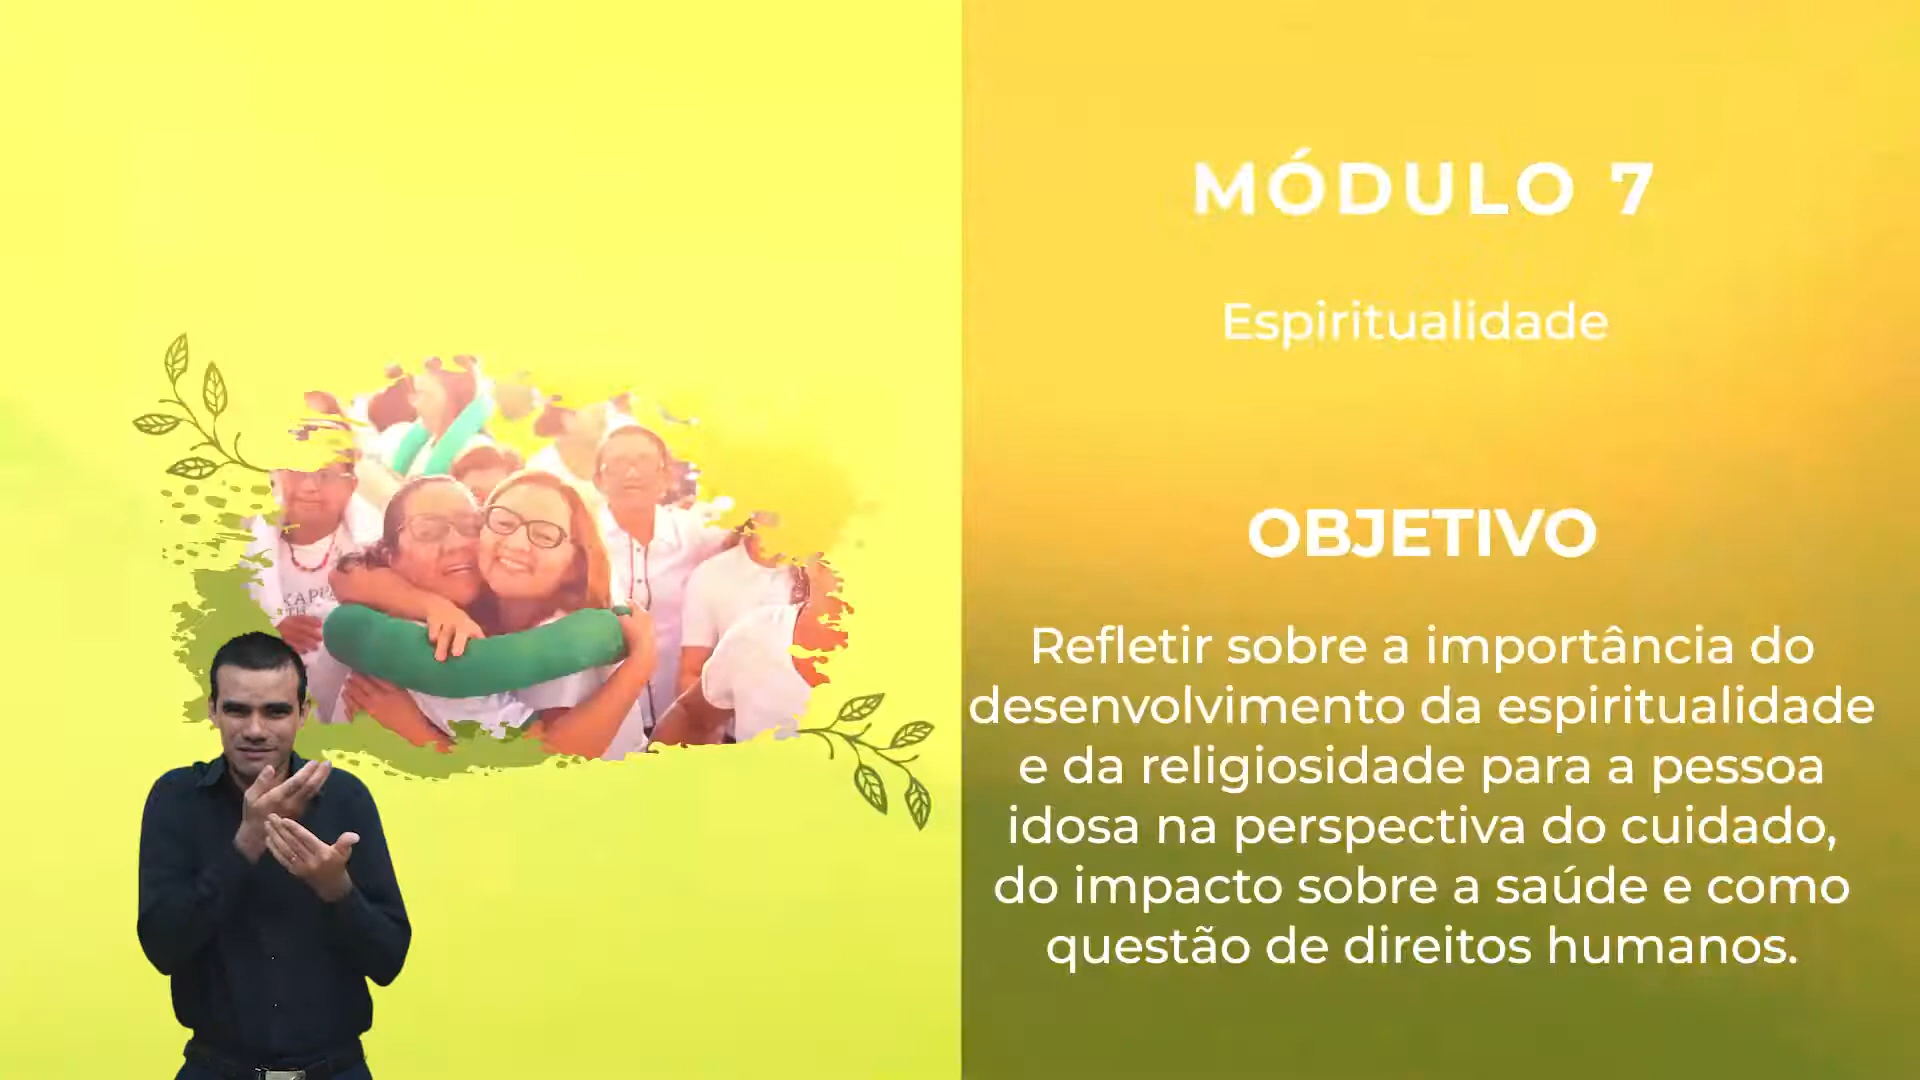 MÓDULO 7
Espiritualidade
OBJETIVO
Refletir sobre a importância do
desenvolvimento da espiritualidade
e da religiosidade para a pessoa
idosa na perspectiva do cuidado,
do impacto sobre a saúde e como
questão de direitos humanos.